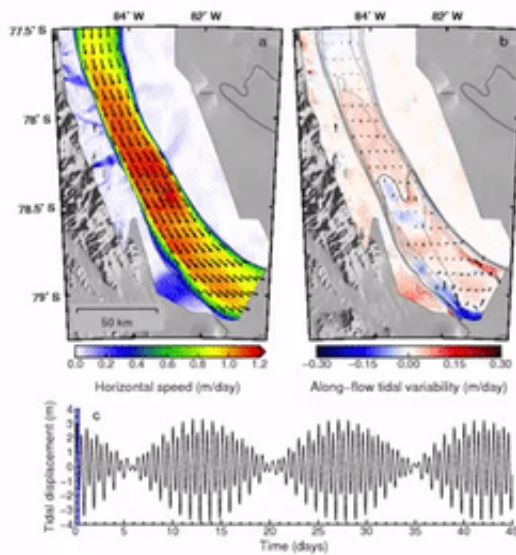 84°W 82°W 84°W 82°W
77.5°S
a b
78°S
78.5°S
79°S
50 km
0.0 0.2 0.4 0.6 0.8 1.0 1.2 −0.30 −0.15 0.00 0.15 0.30
Horizontal speed (m/day) Along−flow tidal variability (m/day)
c
Tidal displacement (m)
4
3
2
1
0
−1
−2
−3
−4
0 5 10 15 20 25 30 35 40 45
Time (days)